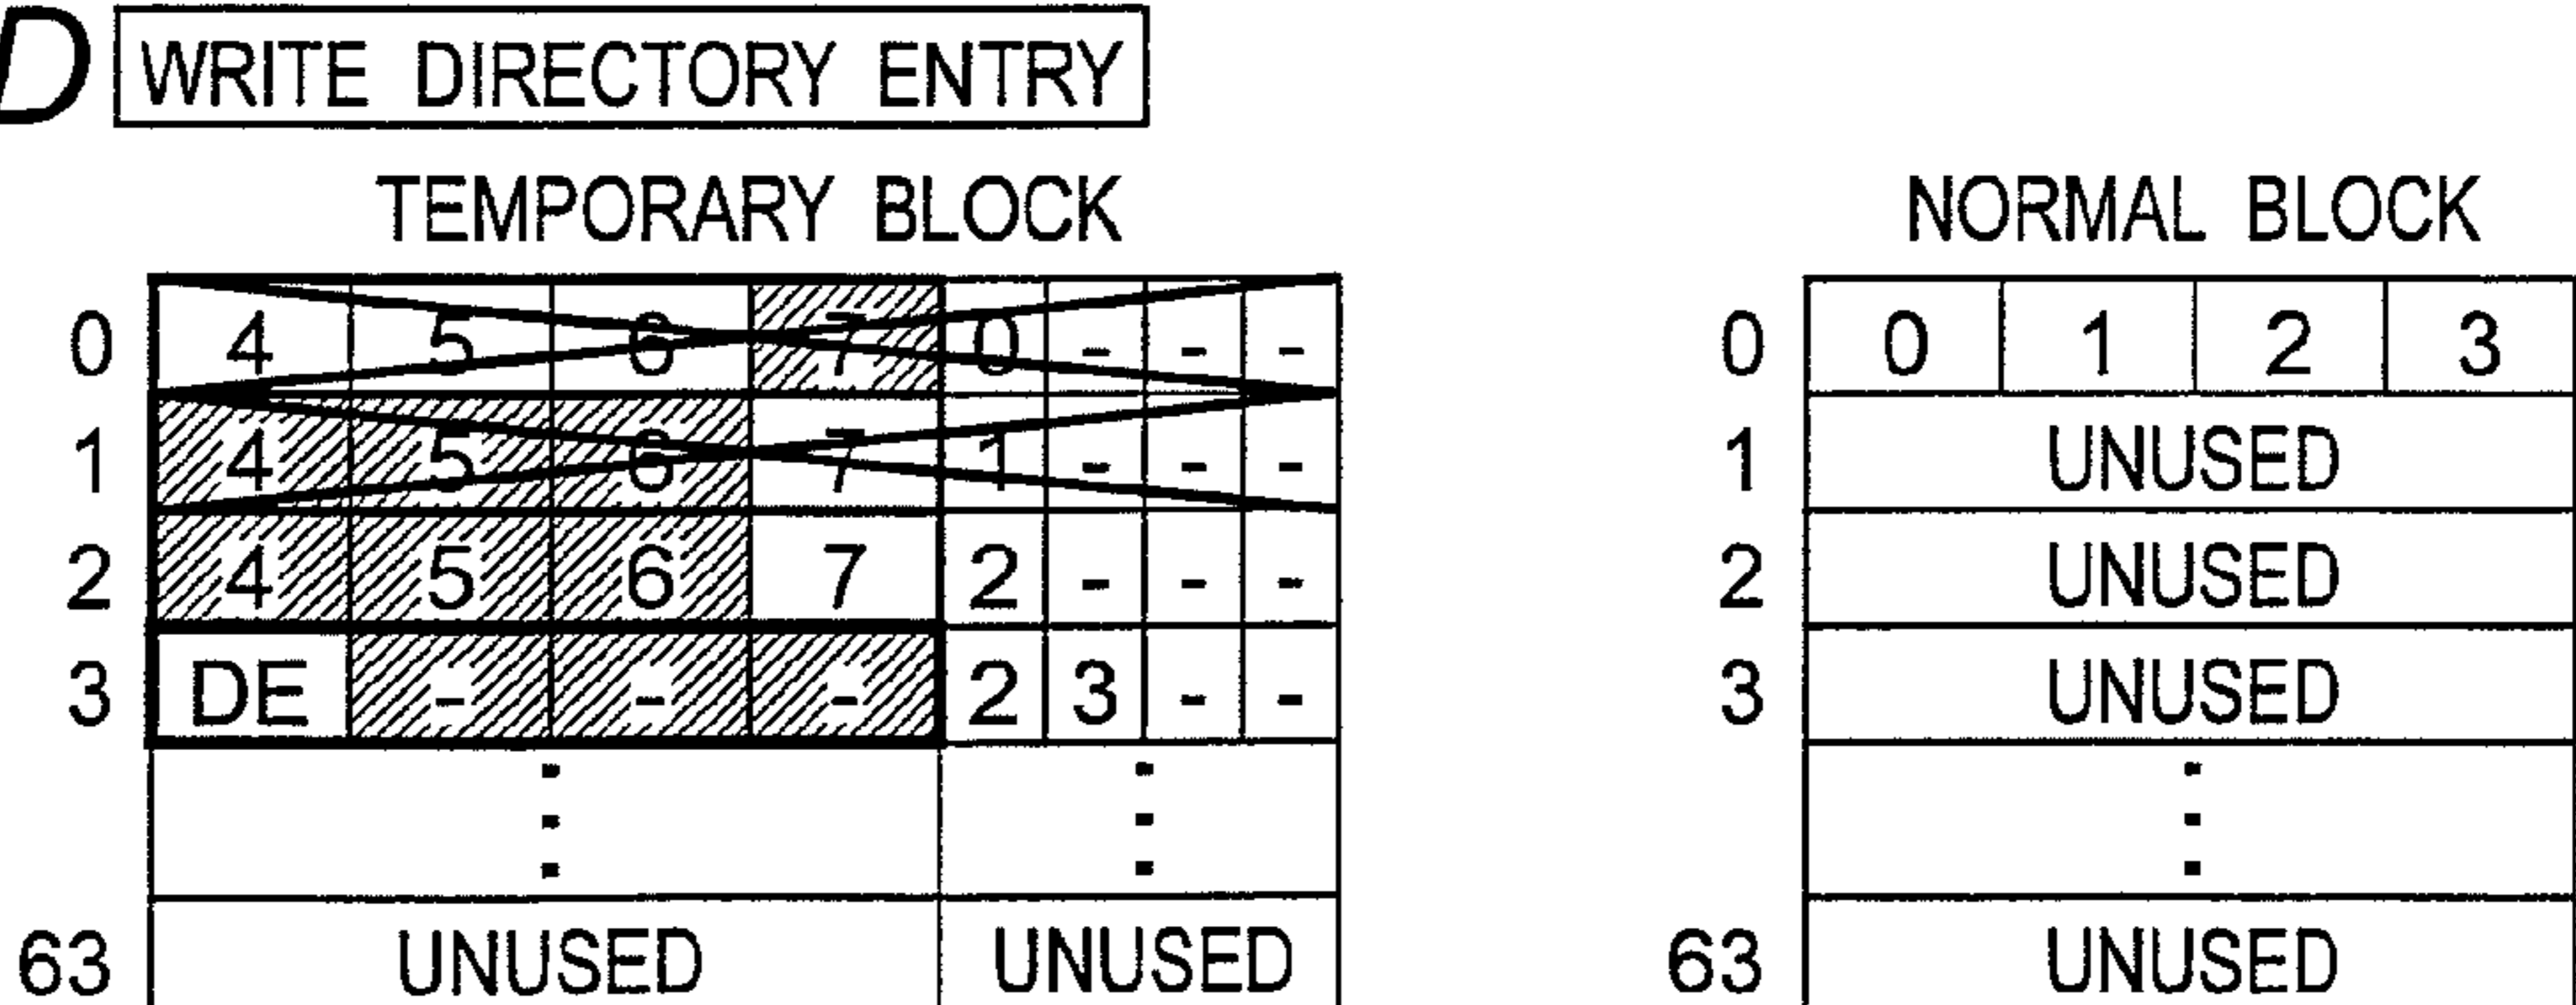 D WRITE DIRECTORY ENTRY
TEMPORARY BLOCK NORMAL BLOCK
0 4 5 6 7 0 - - - 0 0 1 2 3
1 4 5 6 7 1 - - - 1 UNUSED
2 4 5 6 7 2 - - - 2 UNUSED
3 DE - - - 2 3 - - 3 UNUSED
63 UNUSED UNUSED 63 UNUSED